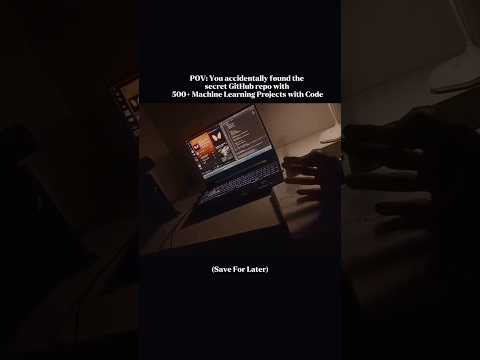 POV: You accidentally found the
secret GitHub repo with
500+ Machine Learning Projects with Code
(Save For Later)